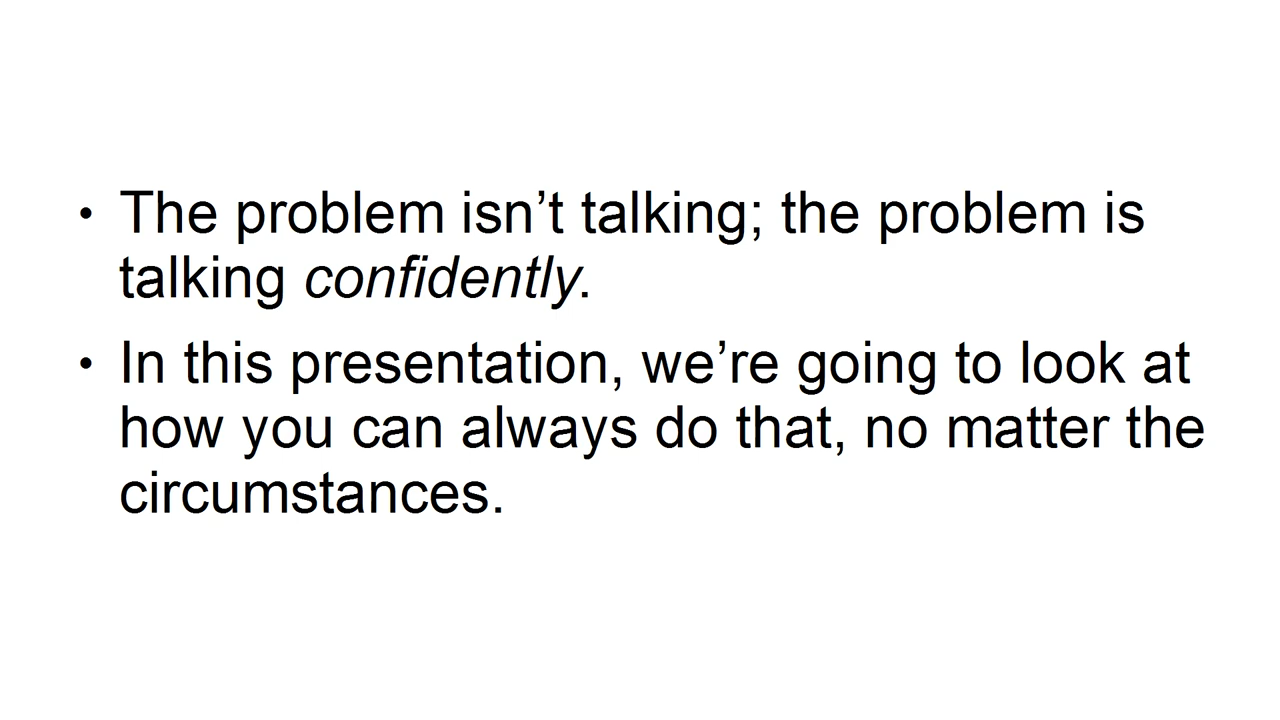 • The problem isn’t talking; the problem is
talking confidently.
• In this presentation, we’re going to look at
how you can always do that, no matter the
circumstances.